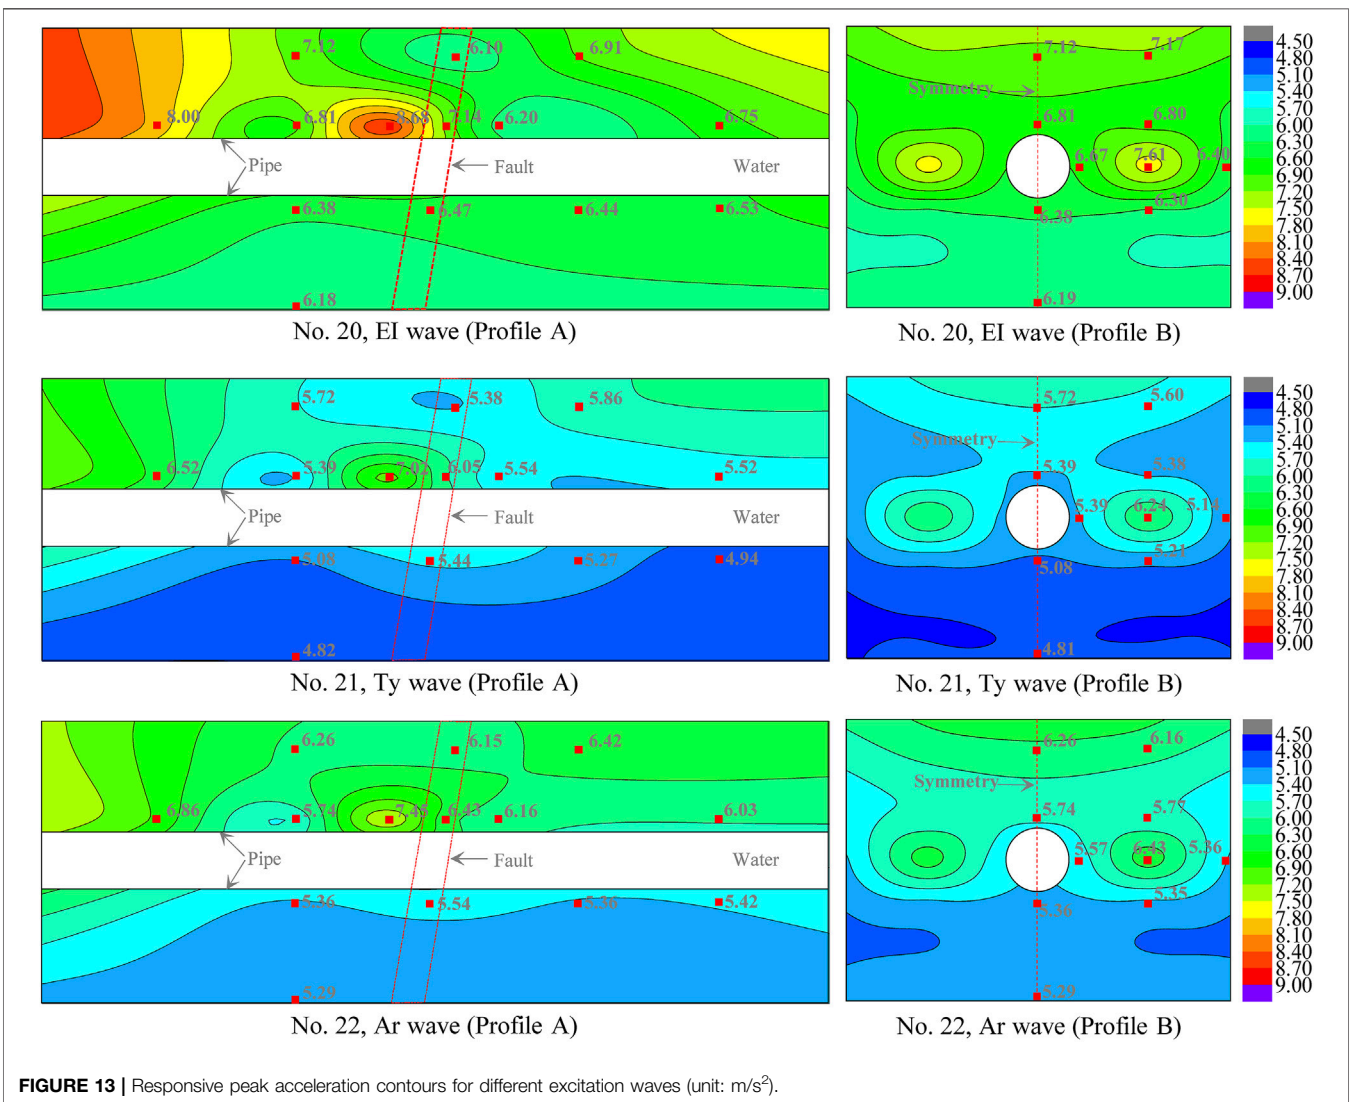 7.12 6.10 6.91
8.00 6.81 8.68 7.14 6.20 6.75
Pipe Fault Water
6.38 6.47 6.44 6.53
6.18
No. 20, EI wave (Profile A)
7.12 7.17
Symmetry
6.81 6.80
6.67 7.61 6.40
6.38 6.30
6.19
No. 20, EI wave (Profile B)
4.50
4.80
5.10
5.40
5.70
6.00
6.30
6.60
6.90
7.20
7.50
7.80
8.10
8.40
8.70
9.00
5.72 5.38 5.86
6.52 5.39 7.02 6.05 5.54 5.52
Pipe Fault Water
5.08 5.44 5.27 4.94
4.82
No. 21, Ty wave (Profile A)
5.72 5.60
Symmetry
5.39 5.38
5.39 6.24 5.14
5.08 5.21
4.81
No. 21, Ty wave (Profile B)
4.50
4.80
5.10
5.40
5.70
6.00
6.30
6.60
6.90
7.20
7.50
7.80
8.10
8.40
8.70
9.00
6.26 6.15 6.42
6.86 5.74 7.45 6.43 6.16 6.03
Pipe Fault Water
5.36 5.54 5.36 5.42
5.29
No. 22, Ar wave (Profile A)
6.26 6.16
Symmetry
5.74 5.77
5.57 6.43 5.36
5.36 5.35
5.29
No. 22, Ar wave (Profile B)
4.50
4.80
5.10
5.40
5.70
6.00
6.30
6.60
6.90
7.20
7.50
7.80
8.10
8.40
8.70
9.00
FIGURE 13 | Responsive peak acceleration contours for different excitation waves (unit: m/s²).